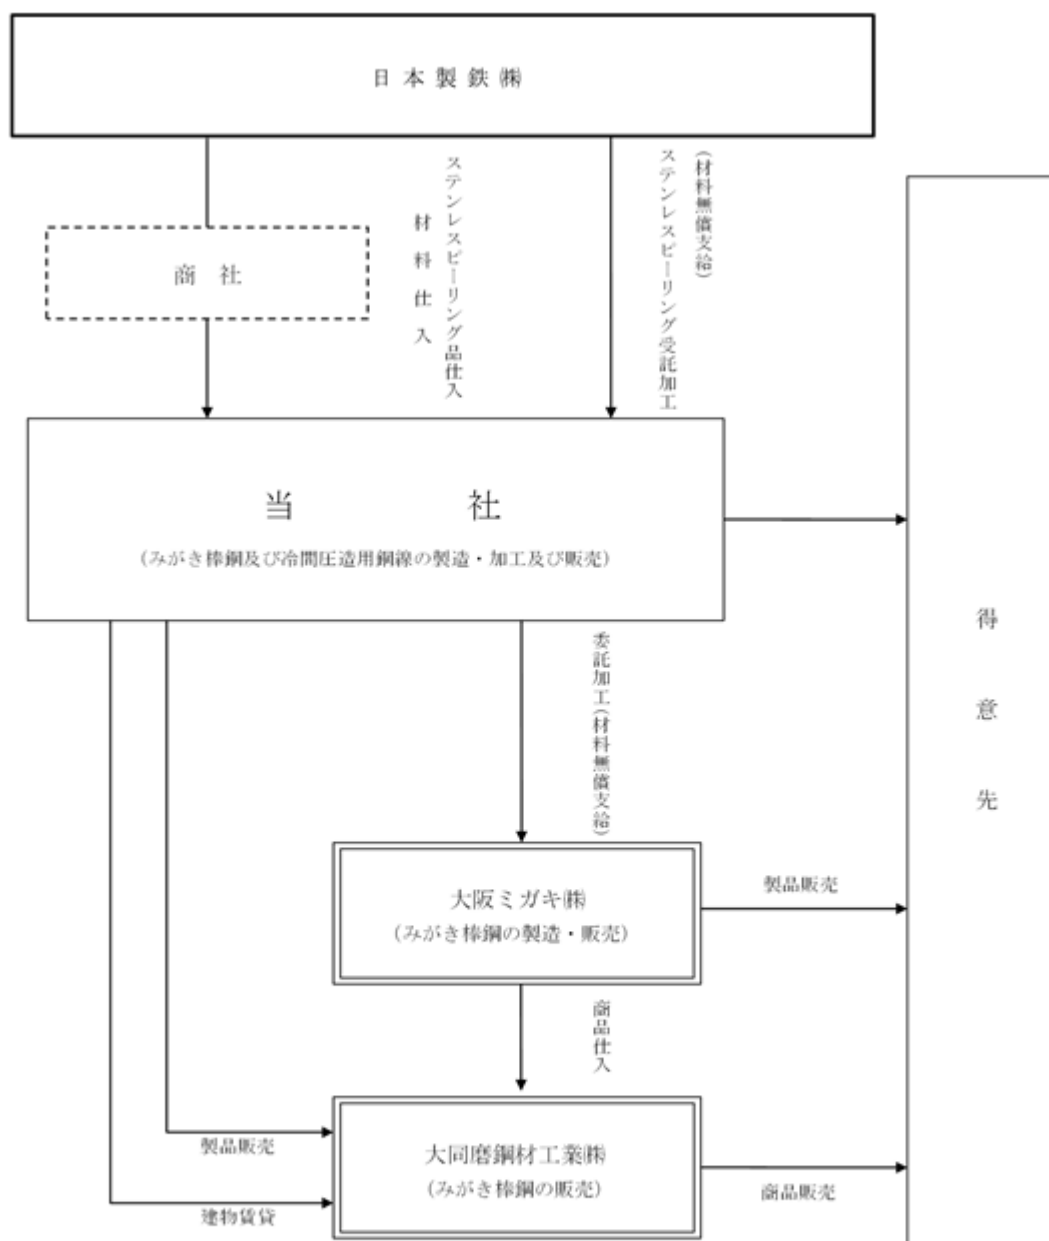 日本製鉄㈱
商社
材料仕入
ステンレスピーリング品仕入
(材料無償支給)
ステンレスピーリング受託加工
当社
(みがき棒鋼及び冷間圧造用鋼線の製造・加工及び販売)
得意先
委託加工(材料無償支給)
大阪ミガキ㈱
(みがき棒鋼の製造・販売)
製品販売
商品仕入
製品販売
大同磨鋼材工業㈱
(みがき棒鋼の販売)
商品販売
建物賃貸